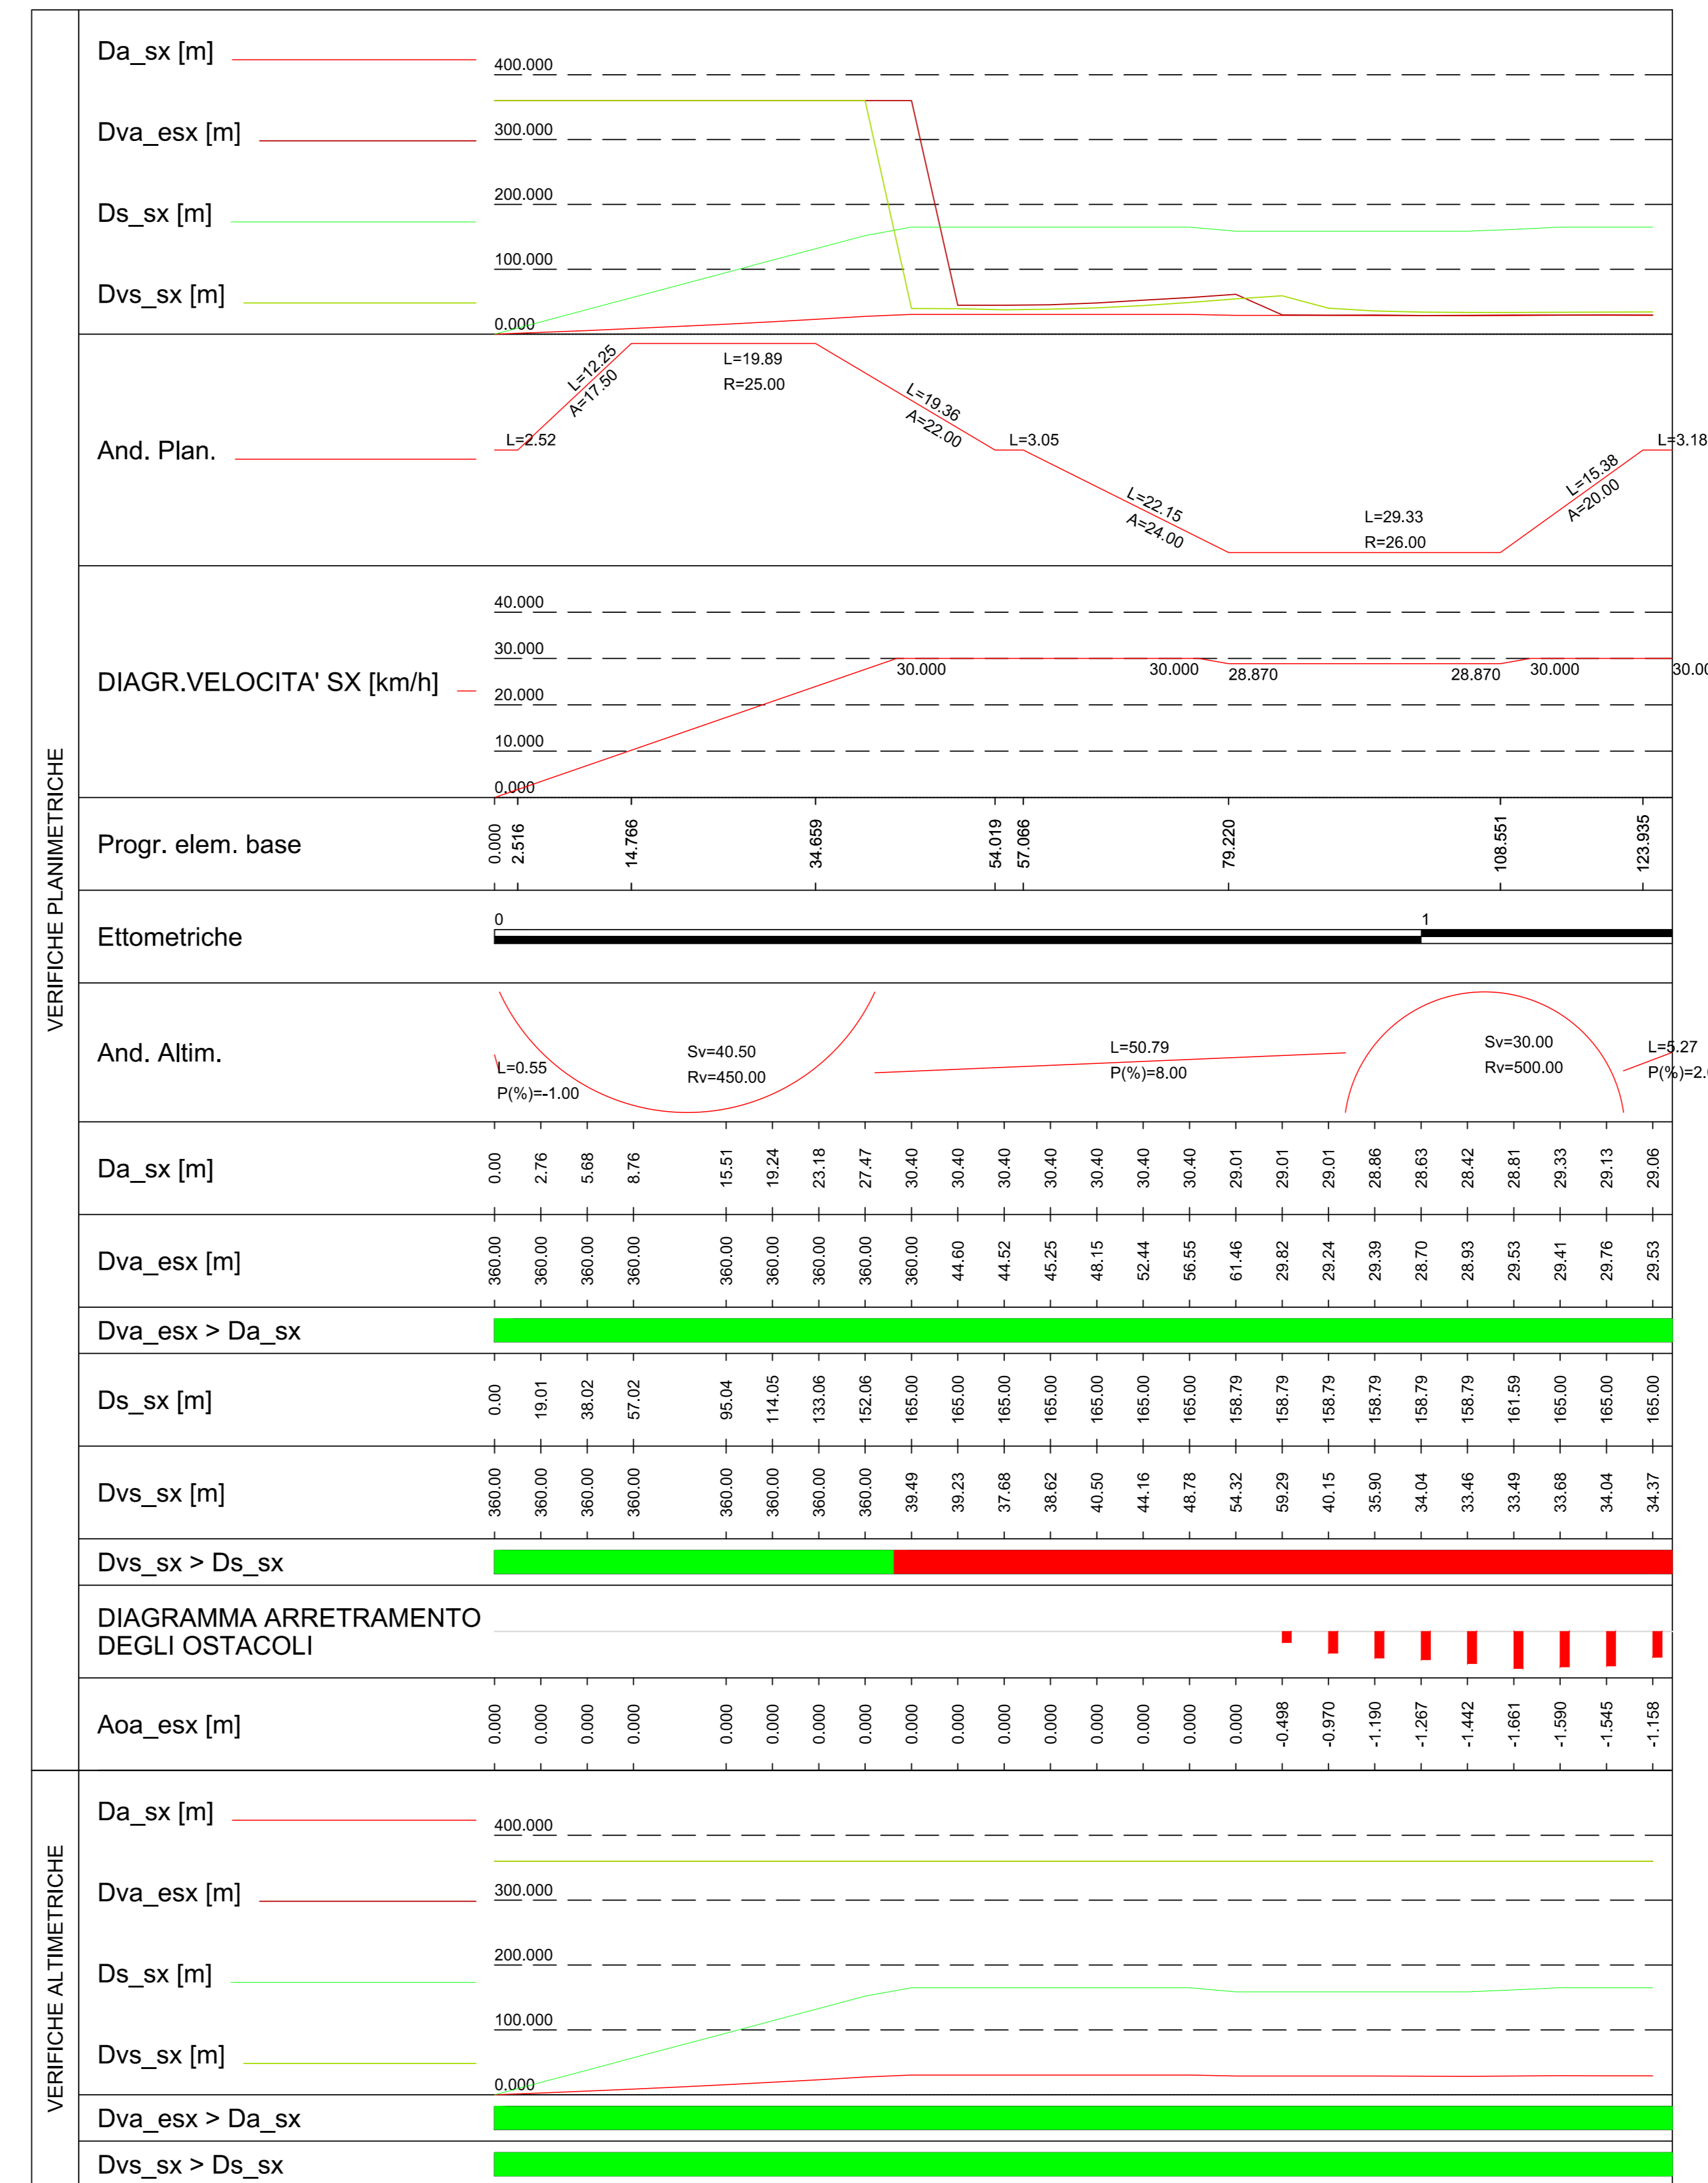 VERIFICHE PLANIMETRICHE
Da_sx [m]
Dva_esx [m]
Ds_sx [m]
Dvs_sx [m]
400.000
300.000
200.000
100.000
0.000
And. Plan.
L=2.52
L=12.25
A=17.50
L=19.89
R=25.00
L=19.36
A=22.00
L=3.05
L=22.15
A=24.00
L=29.33
R=26.00
L=15.38
A=20.00
L=3.18
DIAGR.VELOCITA' SX [km/h]
40.000
30.000
20.000
10.000
0.000
30.000 30.000 28.870 28.870 30.000 30.00
Progr. elem. base
0.000 2.516 14.766 34.659 54.019 57.066 79.220 108.551 123.935
Ettometriche
0 1
And. Altim.
L=0.55
P(%)=-1.00
Sv=40.50
Rv=450.00
L=50.79
P(%)=8.00
Sv=30.00
Rv=500.00
L=5.27
P(%)=2.
Da_sx [m]
0.00 2.76 5.68 8.76 15.51 19.24 23.18 27.47 30.40 30.40 30.40 30.40 30.40 30.40 30.40 29.01 29.01 29.01 28.86 28.63 28.42 28.81 29.33 29.13 29.06
Dva_esx [m]
360.00 360.00 360.00 360.00 360.00 360.00 360.00 360.00 360.00 44.60 44.52 45.25 48.15 52.44 56.55 61.46 29.82 29.24 29.39 28.70 28.93 29.53 29.41 29.76 29.53
Dva_esx > Da_sx
Ds_sx [m]
0.00 19.01 38.02 57.02 95.04 114.05 133.06 152.06 165.00 165.00 165.00 165.00 165.00 165.00 165.00 158.79 158.79 158.79 158.79 158.79 158.79 161.59 165.00 165.00 165.00
Dvs_sx [m]
360.00 360.00 360.00 360.00 360.00 360.00 360.00 360.00 39.49 39.23 37.68 38.62 40.50 44.16 48.78 54.32 59.29 40.15 35.90 34.04 33.46 33.49 33.68 34.04 34.37
Dvs_sx > Ds_sx
DIAGRAMMA ARRETRAMENTO
DEGLI OSTACOLI
Aoa_esx [m]
0.000 0.000 0.000 0.000 0.000 0.000 0.000 0.000 0.000 0.000 0.000 0.000 0.000 0.000 0.000 0.000 -0.498 -0.970 -1.190 -1.267 -1.442 -1.661 -1.590 -1.545 -1.158
VERIFICHE ALTIMETRICHE
Da_sx [m]
Dva_esx [m]
Ds_sx [m]
Dvs_sx [m]
400.000
300.000
200.000
100.000
0.000
Dva_esx > Da_sx
Dvs_sx > Ds_sx